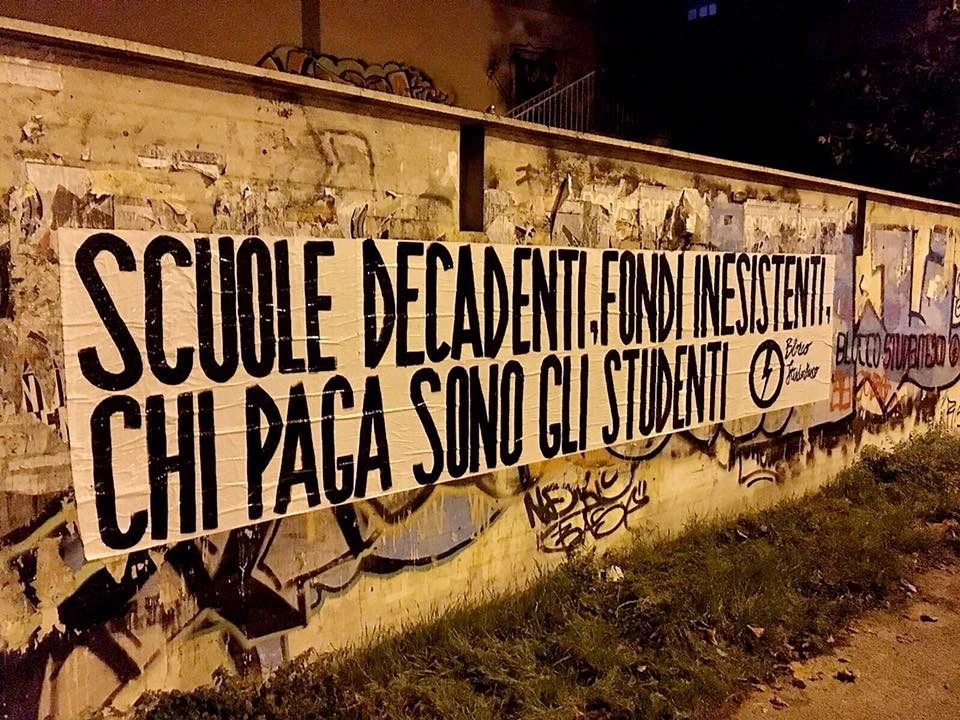 SCUOLE DECADENTI, FONDI INESISTENTI,
CHI PAGA SONO GLI STUDENTI
Blocco
Studentesco
BLOCCO STUDENTESCO